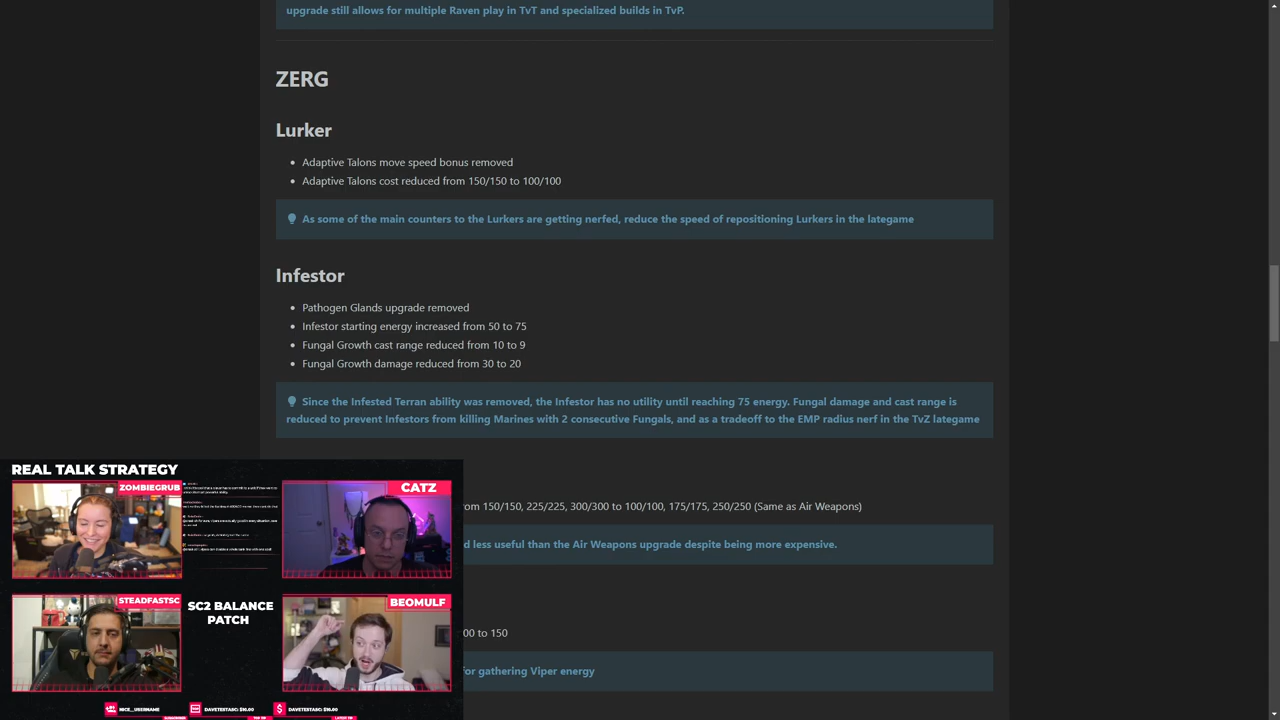 upgrade still allows for multiple Raven play in TvT and specialized builds in TvP.
ZERG
Lurker
Adaptive Talons move speed bonus removed
Adaptive Talons cost reduced from 150/150 to 100/100
As some of the main counters to the Lurkers are getting nerfed, reduce the speed of repositioning Lurkers in the lategame
Infestor
Pathogen Glands upgrade removed
Infestor starting energy increased from 50 to 75
Fungal Growth cast range reduced from 10 to 9
Fungal Growth damage reduced from 30 to 20
Since the Infested Terran ability was removed, the Infestor has no utility until reaching 75 energy. Fungal damage and cast range is
reduced to prevent Infestors from killing Marines with 2 consecutive Fungals, and as a tradeoff to the EMP radius nerf in the TvZ lategame
om 150/150, 225/225, 300/300 to 100/100, 175/175, 250/250 (Same as Air Weapons)
d less useful than the Air Weapons upgrade despite being more expensive.
00 to 150
for gathering Viper energy
REAL TALK STRATEGY
ZOMBIEGRUB
CATZ
STEADFASTSC
SC2 BALANCE
PATCH
BEOMULF
NICE__USERNAME
DAVETESTASC: $10.00
DAVETESTASC: $10.00